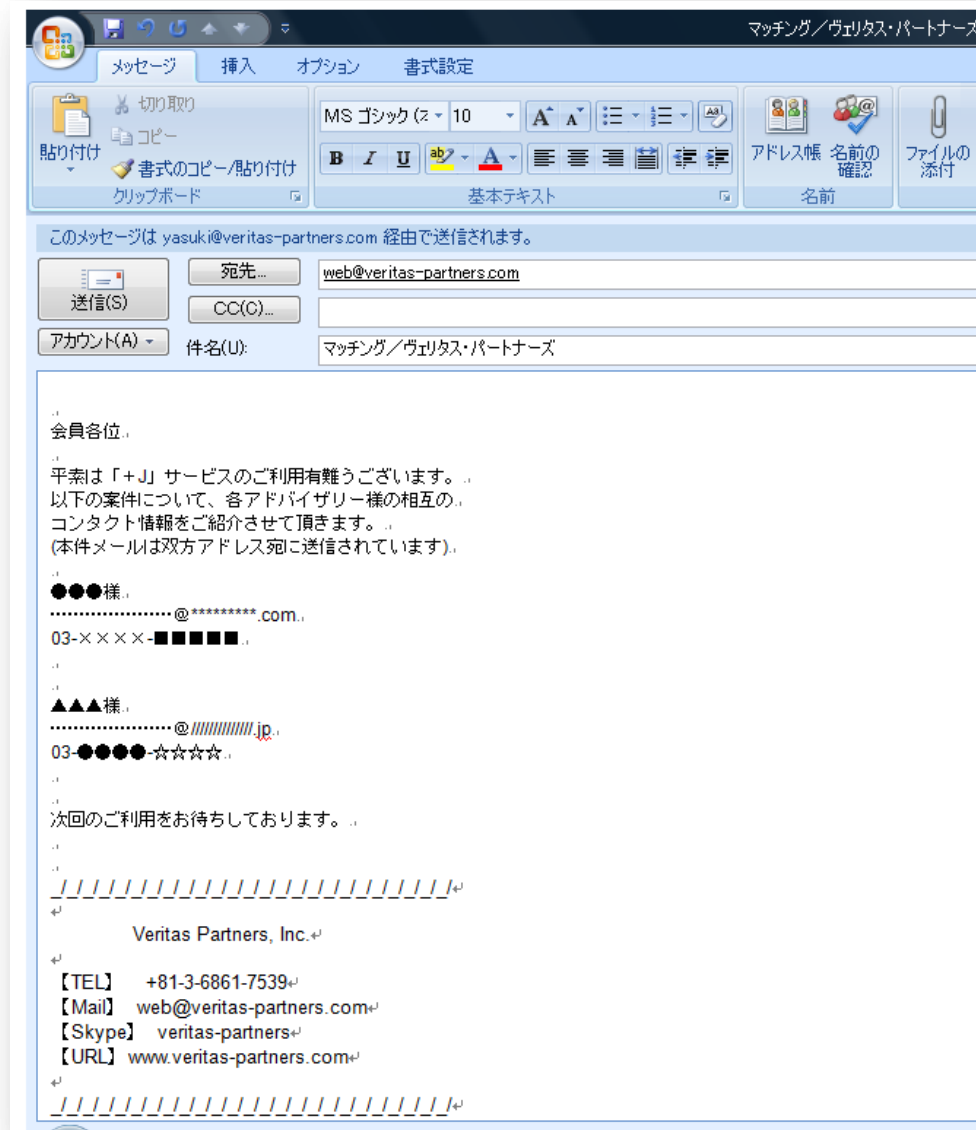 マッチング／ヴェリタス・パートナーズ
メッセージ 挿入 オプション 書式設定
切り取り
コピー
書式のコピー/貼り付け
貼り付け
クリップボード
MS ゴシック (ス 10
基本テキスト
アドレス帳 名前の確認
名前
ファイルの添付
このメッセージは yasuki@veritas-partners.com 経由で送信されます。
送信(S)
宛先... web@veritas-partners.com
CC(C)...
アカウント(A)
件名(U): マッチング／ヴェリタス・パートナーズ
会員各位
平素は「＋J」サービスのご利用有難うございます。
以下の案件について、各アドバイザリー様の相互の
コンタクト情報をご紹介させて頂きます。
(本件メールは双方アドレス宛に送信されています)
●●●様
·····················@*********.com
03-××××-■■■■■
▲▲▲様
·····················@//////////////.jp
03-●●●●-☆☆☆☆
次回のご利用をお待ちしております。
_/_/_/_/_/_/_/_/_/_/_/_/_/_/_/_/_/_/_/_/_/_/_/_/_/
Veritas Partners, Inc.
【TEL】 +81-3-6861-7539
【Mail】 web@veritas-partners.com
【Skype】 veritas-partners
【URL】 www.veritas-partners.com
_/_/_/_/_/_/_/_/_/_/_/_/_/_/_/_/_/_/_/_/_/_/_/_/_/